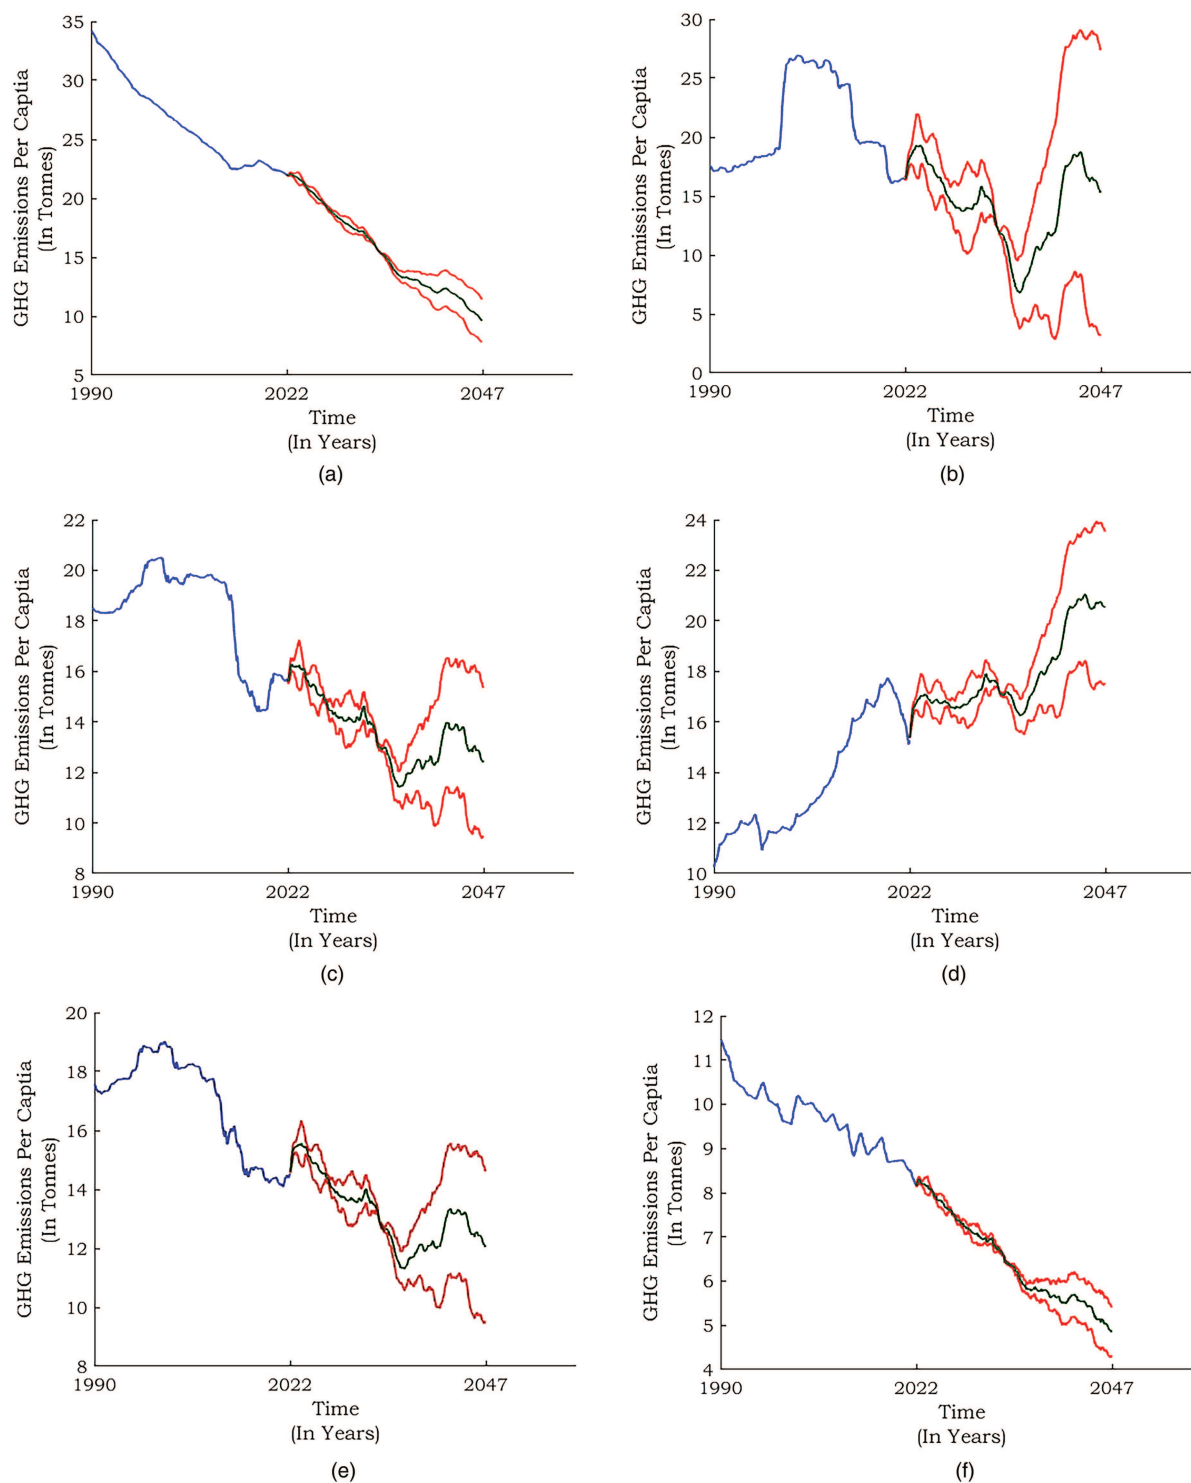 GHG Emissions Per Captia
(In Tonnes)
35
30
25
20
15
10
5
1990
2022
2047
Time
(In Years)
(a)
GHG Emissions Per Captia
(In Tonnes)
30
25
20
15
10
5
0
1990
2022
2047
Time
(In Years)
(b)
GHG Emissions Per Captia
(In Tonnes)
22
20
18
16
14
12
10
8
1990
2022
2047
Time
(In Years)
(c)
GHG Emissions Per Captia
(In Tonnes)
24
22
20
18
16
14
12
10
1990
2022
2047
Time
(In Years)
(d)
GHG Emissions Per Captia
(In Tonnes)
20
18
16
14
12
10
8
1990
2022
2047
Time
(In Years)
(e)
GHG Emissions Per Captia
(In Tonnes)
12
11
10
9
8
7
6
5
4
1990
2022
2047
Time
(In Years)
(f)